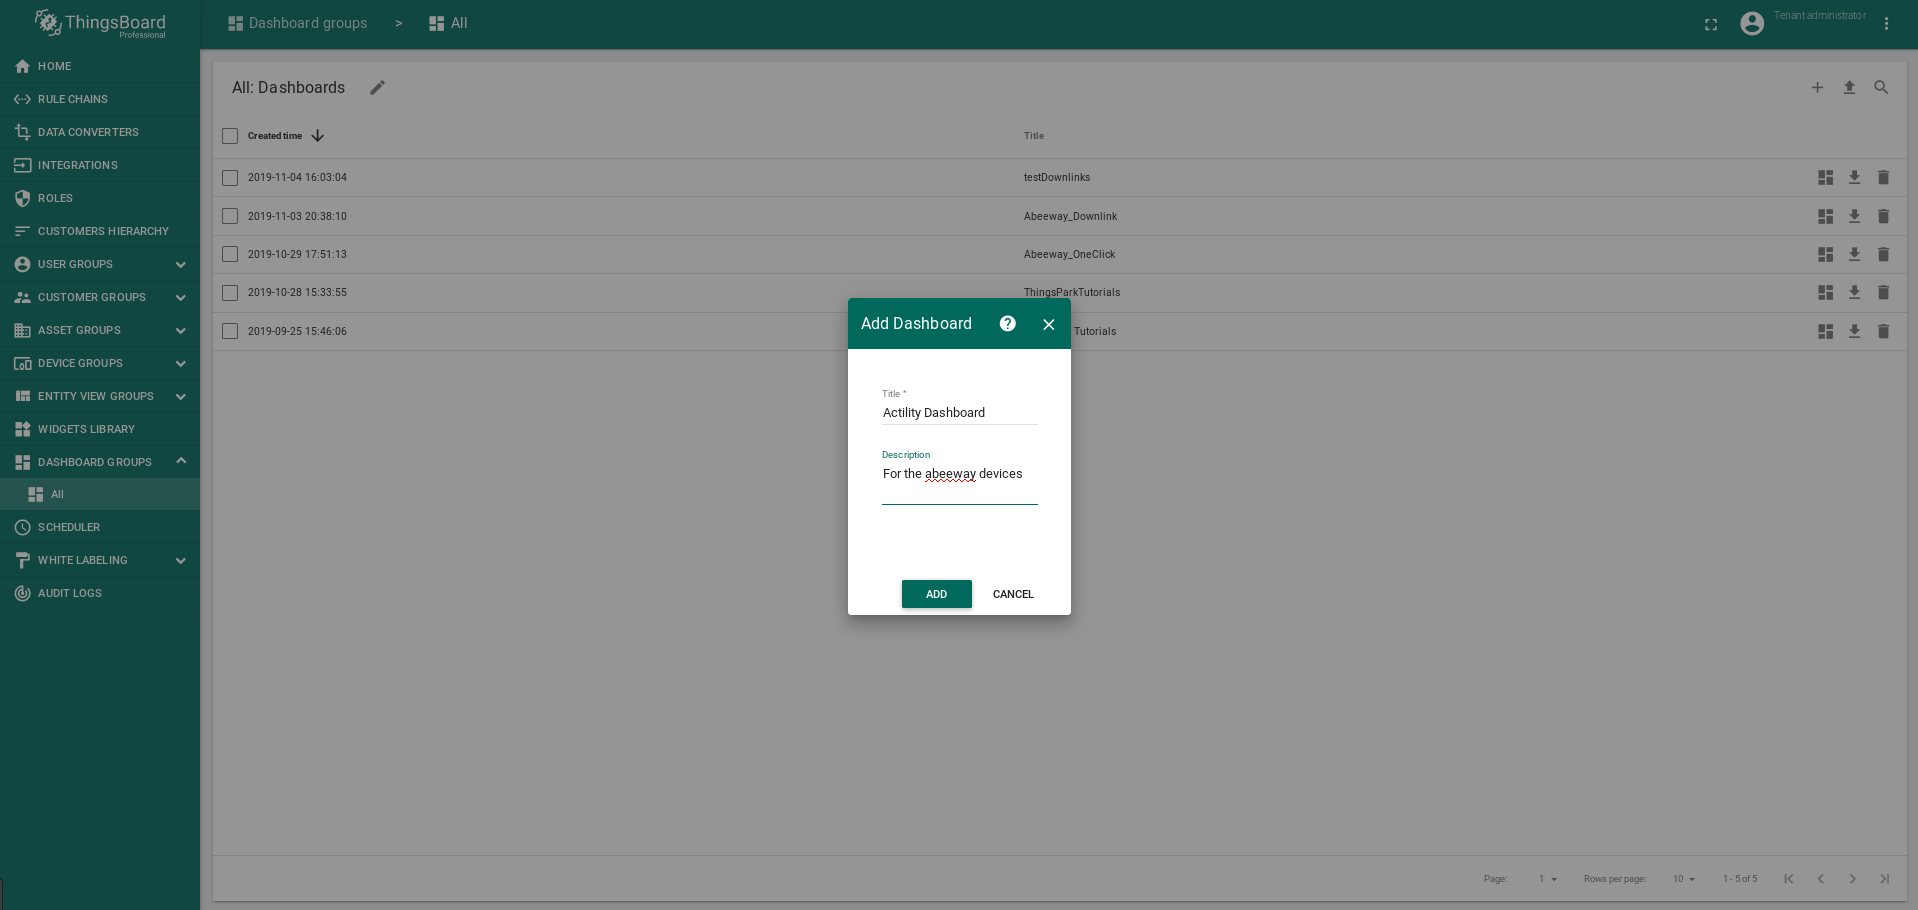 ThingsBoard
Professional
Dashboard groups > All
Tenant administrator
HOME
RULE CHAINS
DATA CONVERTERS
INTEGRATIONS
ROLES
CUSTOMERS HIERARCHY
USER GROUPS
CUSTOMER GROUPS
ASSET GROUPS
DEVICE GROUPS
ENTITY VIEW GROUPS
WIDGETS LIBRARY
DASHBOARD GROUPS
All
SCHEDULER
WHITE LABELING
AUDIT LOGS
All: Dashboards
Created time Title
2019-11-04 16:03:04 testDownlinks
2019-11-03 20:38:10 Abeeway_Downlink
2019-10-29 17:51:13 Abeeway_OneClick
2019-10-28 15:33:55 ThingsParkTutorials
2019-09-25 15:46:06 Tutorials
Add Dashboard
Title *
Actility Dashboard
Description
For the abeeway devices
ADD CANCEL
Page: 1 Rows per page: 10 1 - 5 of 5